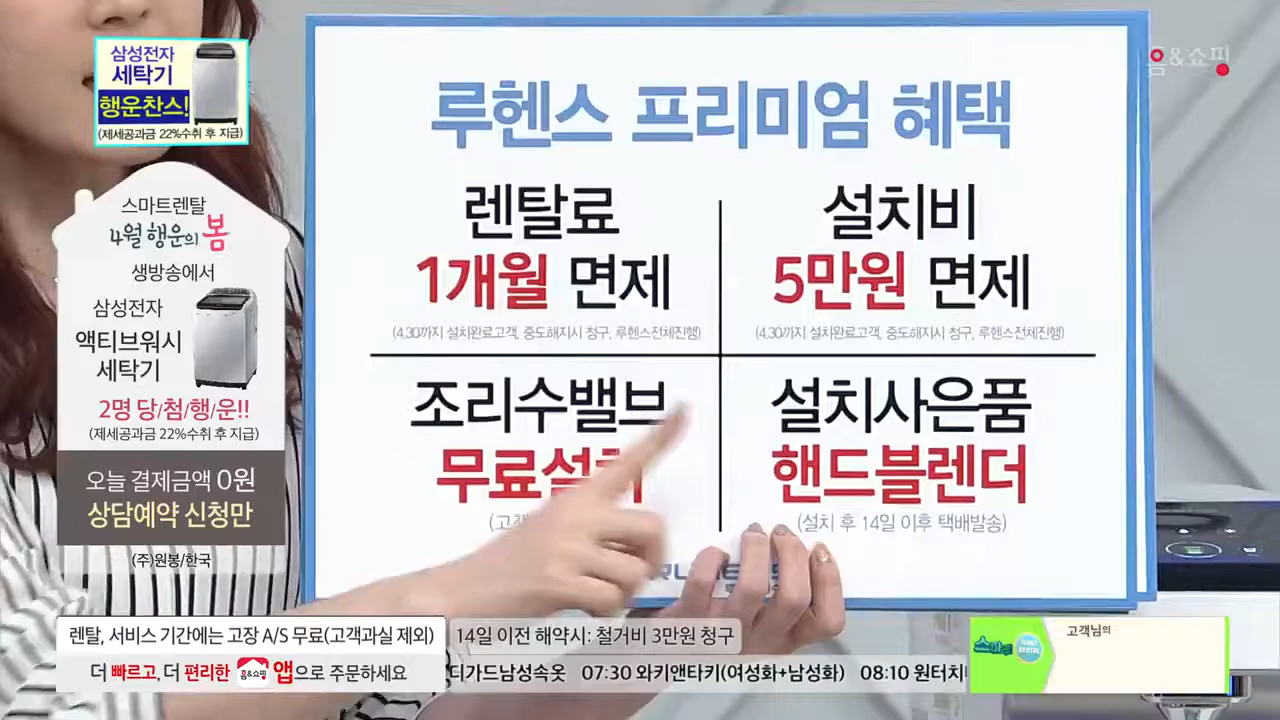 삼성전자
세탁기
행운찬스!
(제세공과금 22%수취 후 지급)
홈&쇼핑
스마트렌탈
4월 행운의 봄
생방송에서
삼성전자
액티브워시
세탁기
2명 당/첨/행/운!!
(제세공과금 22%수취 후 지급)
오늘 결제금액 0원
상담예약 신청만
(주)원봉/한국
루헨스 프리미엄 혜택
렌탈료
1개월 면제
(4.30까지 설치완료고객, 중도해지시 청구, 루헨스전체진행)
설치비
5만원 면제
(4.30까지 설치완료고객, 중도해지시 청구, 루헨스전체진행)
조리수밸브
무료설치
(고객
설치사은품
핸드블렌더
(설치 후 14일 이후 택배발송)
렌탈, 서비스 기간에는 고장 A/S 무료(고객과실 제외)
14일 이전 해약시: 철거비 3만원 청구
고객님의
더 빠르고, 더 편리한 홈&쇼핑 앱으로 주문하세요
디가드남성속옷 07:30 와키앤타키(여성화+남성화) 08:10 원터치